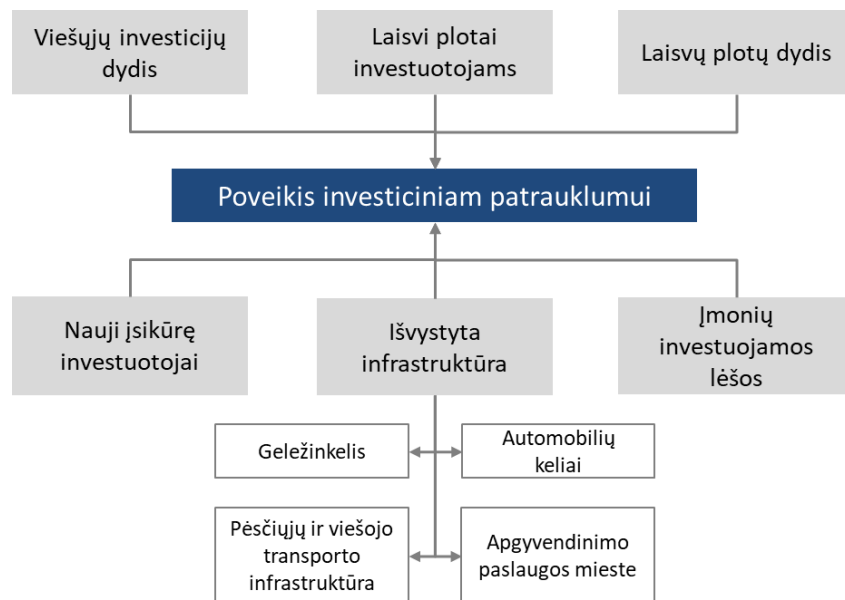 Viešųjų investicijų
dydis
Laisvi plotai
investuotojams
Laisvų plotų dydis
Poveikis investiciniam patrauklumui
Nauji įsikūrę
investuotojai
Išvystyta
infrastruktūra
Įmonių
investuojamos
lėšos
Geležinkelis
Automobilių
keliai
Pėsčiųjų ir viešojo
transporto
infrastruktūra
Apgyvendinimo
paslaugos mieste